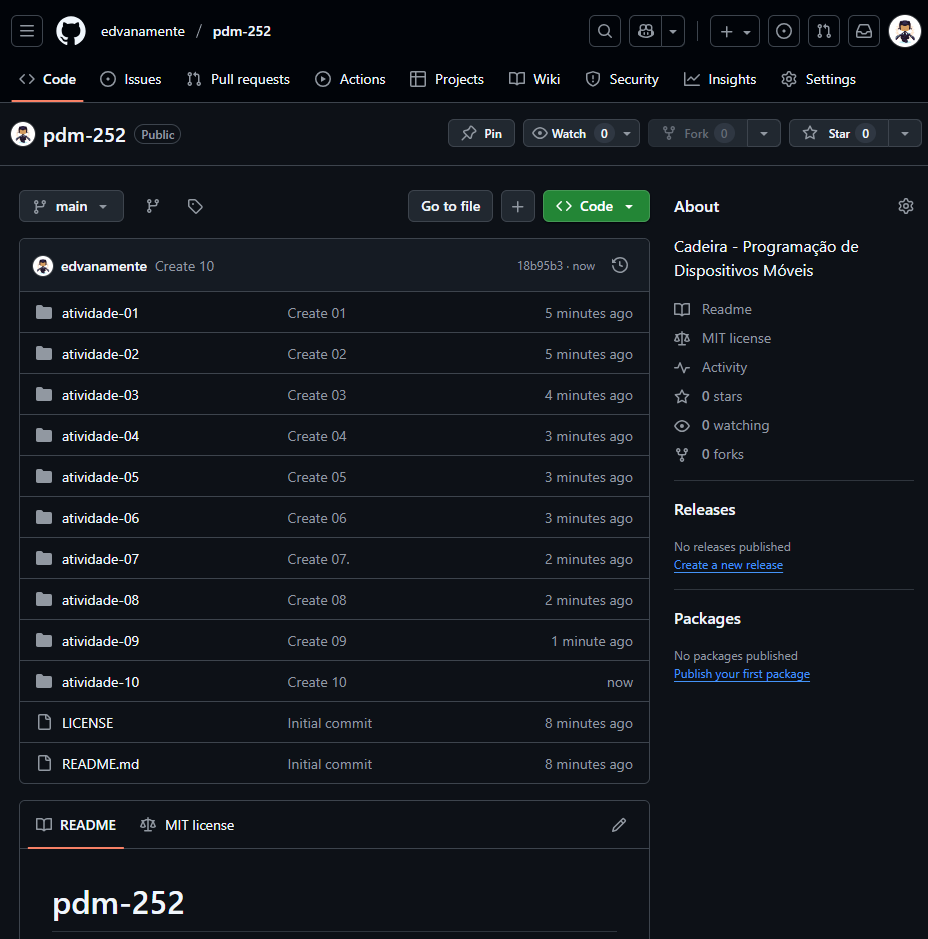 edvanamente / pdm-252
Code Issues Pull requests Actions Projects Wiki Security Insights Settings
pdm-252 Public Pin Watch 0 Fork 0 Star 0
main Go to file Code
edvanamente Create 10 18b95b3 · now
atividade-01 Create 01 5 minutes ago
atividade-02 Create 02 5 minutes ago
atividade-03 Create 03 4 minutes ago
atividade-04 Create 04 3 minutes ago
atividade-05 Create 05 3 minutes ago
atividade-06 Create 06 3 minutes ago
atividade-07 Create 07. 2 minutes ago
atividade-08 Create 08 2 minutes ago
atividade-09 Create 09 1 minute ago
atividade-10 Create 10 now
LICENSE Initial commit 8 minutes ago
README.md Initial commit 8 minutes ago
README MIT license
pdm-252
About
Cadeira - Programação de
Dispositivos Móveis
Readme
MIT license
Activity
0 stars
0 watching
0 forks
Releases
No releases published
Create a new release
Packages
No packages published
Publish your first package